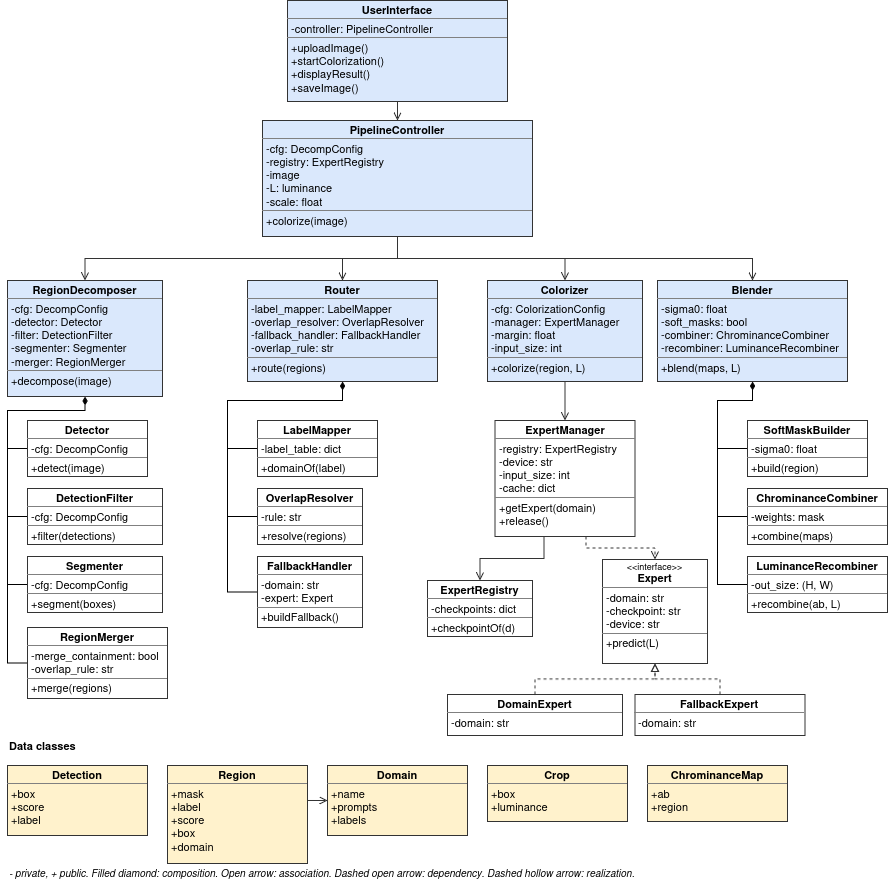 UserInterface
-controller: PipelineController
+uploadImage()
+startColorization()
+displayResult()
+saveImage()
PipelineController
-cfg: DecompConfig
-registry: ExpertRegistry
-image
-L: luminance
-scale: float
+colorize(image)
RegionDecomposer
-cfg: DecompConfig
-detector: Detector
-filter: DetectionFilter
-segmenter: Segmenter
-merger: RegionMerger
+decompose(image)
Router
-label_mapper: LabelMapper
-overlap_resolver: OverlapResolver
-fallback_handler: FallbackHandler
-overlap_rule: str
+route(regions)
Colorizer
-cfg: ColorizationConfig
-manager: ExpertManager
-margin: float
-input_size: int
+colorize(region, L)
Blender
-sigma0: float
-soft_masks: bool
-combiner: ChrominanceCombiner
-recombiner: LuminanceRecombiner
+blend(maps, L)
Detector
-cfg: DecompConfig
+detect(image)
DetectionFilter
-cfg: DecompConfig
+filter(detections)
Segmenter
-cfg: DecompConfig
+segment(boxes)
RegionMerger
-merge_containment: bool
-overlap_rule: str
+merge(regions)
LabelMapper
-label_table: dict
+domainOf(label)
OverlapResolver
-rule: str
+resolve(regions)
FallbackHandler
-domain: str
-expert: Expert
+buildFallback()
ExpertManager
-registry: ExpertRegistry
-device: str
-input_size: int
-cache: dict
+getExpert(domain)
+release()
ExpertRegistry
-checkpoints: dict
+checkpointOf(d)
<<interface>>
Expert
-domain: str
-checkpoint: str
-device: str
+predict(L)
DomainExpert
-domain: str
FallbackExpert
-domain: str
SoftMaskBuilder
-sigma0: float
+build(region)
ChrominanceCombiner
-weights: mask
+combine(maps)
LuminanceRecombiner
-out_size: (H, W)
+recombine(ab, L)
Data classes
Detection
+box
+score
+label
Region
+mask
+label
+score
+box
+domain
Domain
+name
+prompts
+labels
Crop
+box
+luminance
ChrominanceMap
+ab
+region
- private, + public. Filled diamond: composition. Open arrow: association. Dashed open arrow: dependency. Dashed hollow arrow: realization.